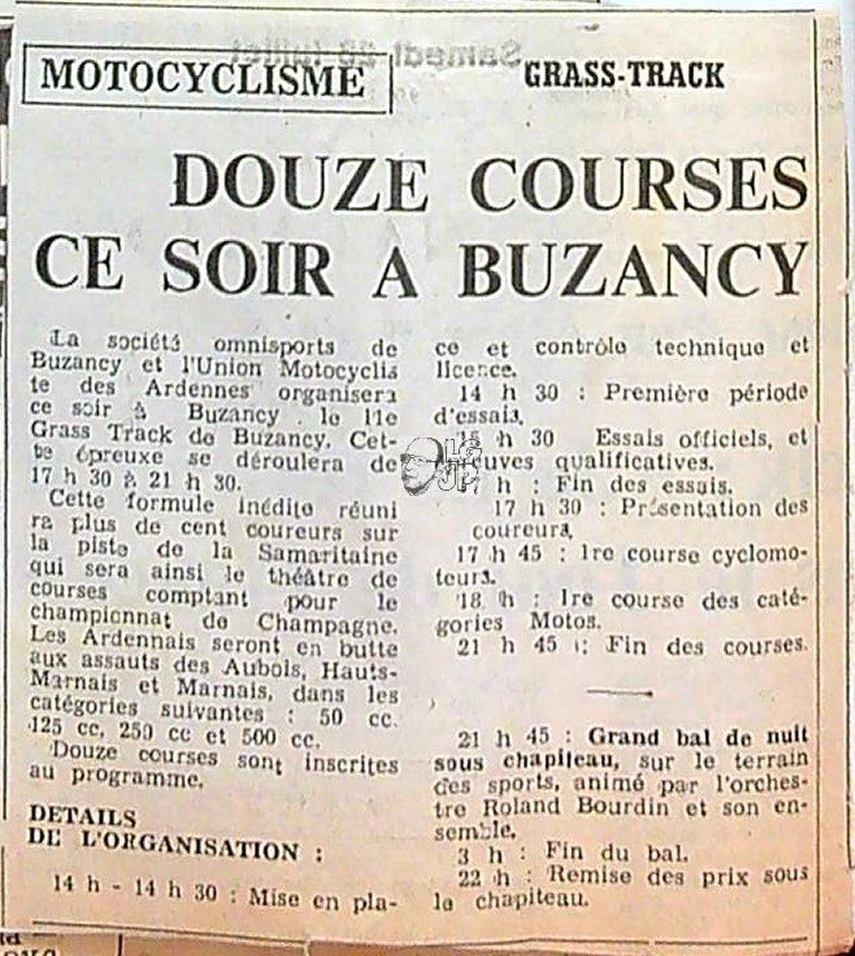 Samedi 28 juillet
MOTOCYCLISME
GRASS-TRACK
DOUZE COURSES
CE SOIR A BUZANCY
La société omnisports de
Buzancy et l'Union Motocyclis
te des Ardennes organisera
ce soir à Buzancy le 11e
Grass Track de Buzancy. Cet-
te épreuve se déroulera de
17 h 30 à 21 h 30.
Cette formule inédite réuni
ra plus de cent coureurs sur
la piste de la Samaritaine
qui sera ainsi le théâtre de
courses comptant pour le
championnat de Champagne.
Les Ardennais seront en butte
aux assauts des Aubois, Hauts-
Marnais et Marnais, dans les
catégories suivantes : 50 cc.
125 cc, 250 cc et 500 cc.
Douze courses sont inscrites
au programme.
DETAILS
DE L'ORGANISATION :
14 h - 14 h 30 : Mise en pla-
ce et contrôle technique et
licence.
14 h 30 : Première période
d'essais.
h 30 Essais officiels, et
uves qualificatives.
h : Fin des essais.
17 h 30 : Présentation des
coureurs.
17 h 45 : 1re course cyclomo-
teurs.
18 h : 1re course des caté-
gories Motos.
21 h 45 : Fin des courses.
21 h 45 : Grand bal de nuit
sous chapiteau, sur le terrain
des sports, animé par l'orches-
tre Roland Bourdin et son en-
semble.
3 h : Fin du bal.
22 h : Remise des prix sous
le chapiteau.